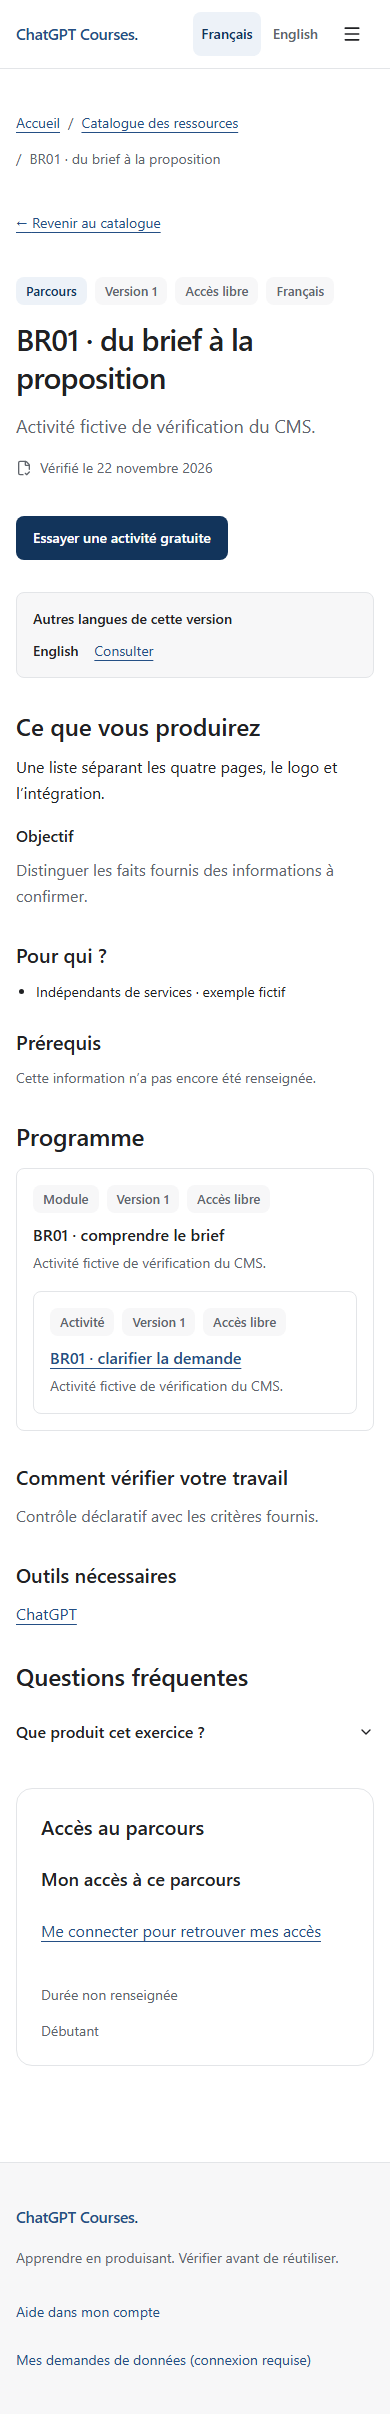 ChatGPT Courses.
Français
English
Accueil / Catalogue des ressources
/ BR01 · du brief à la proposition
← Revenir au catalogue
Parcours
Version 1
Accès libre
Français
BR01 · du brief à la
proposition
Activité fictive de vérification du CMS.
Vérifié le 22 novembre 2026
Essayer une activité gratuite
Autres langues de cette version
English Consulter
Ce que vous produirez
Une liste séparant les quatre pages, le logo et
l’intégration.
Objectif
Distinguer les faits fournis des informations à
confirmer.
Pour qui ?
• Indépendants de services · exemple fictif
Prérequis
Cette information n’a pas encore été renseignée.
Programme
Module
Version 1
Accès libre
BR01 · comprendre le brief
Activité fictive de vérification du CMS.
Activité
Version 1
Accès libre
BR01 · clarifier la demande
Activité fictive de vérification du CMS.
Comment vérifier votre travail
Contrôle déclaratif avec les critères fournis.
Outils nécessaires
ChatGPT
Questions fréquentes
Que produit cet exercice ?
Accès au parcours
Mon accès à ce parcours
Me connecter pour retrouver mes accès
Durée non renseignée
Débutant
ChatGPT Courses.
Apprendre en produisant. Vérifier avant de réutiliser.
Aide dans mon compte
Mes demandes de données (connexion requise)